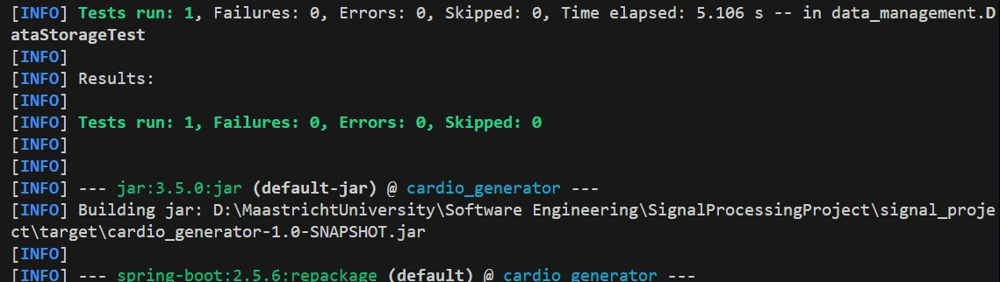 [INFO] Tests run: 1, Failures: 0, Errors: 0, Skipped: 0, Time elapsed: 5.106 s -- in data_management.D
ataStorageTest
[INFO]
[INFO] Results:
[INFO]
[INFO] Tests run: 1, Failures: 0, Errors: 0, Skipped: 0
[INFO]
[INFO]
[INFO] --- jar:3.5.0:jar (default-jar) @ cardio_generator ---
[INFO] Building jar: D:\MaastrichtUniversity\Software Engineering\SignalProcessingProject\signal_proje
ct\target\cardio_generator-1.0-SNAPSHOT.jar
[INFO]
[INFO] --- spring-boot:2.5.6:repackage (default) @ cardio_generator ---